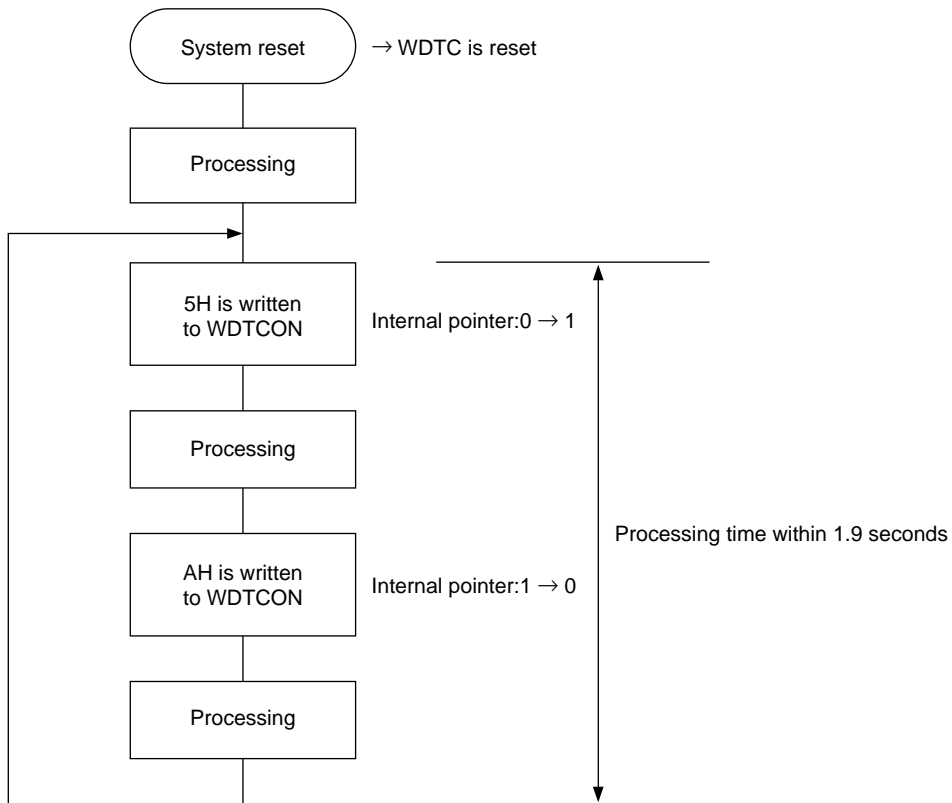 System reset
→ WDTC is reset
Processing
5H is written
to WDTCON
Internal pointer:0 → 1
Processing
Processing time within 1.9 seconds
AH is written
to WDTCON
Internal pointer:1 → 0
Processing